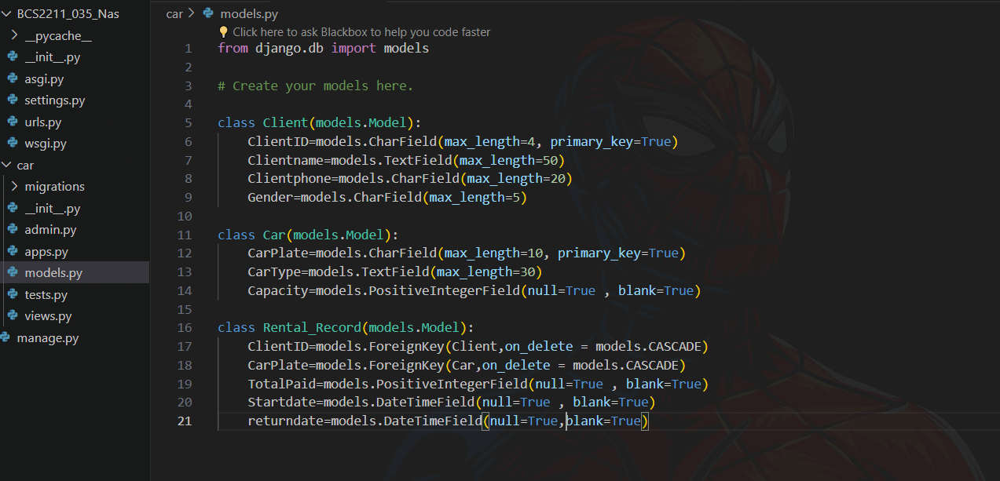 BCS2211_035_Nas
__pycache__
__init__.py
asgi.py
settings.py
urls.py
wsgi.py
car
migrations
__init__.py
admin.py
apps.py
models.py
tests.py
views.py
manage.py
car > models.py
Click here to ask Blackbox to help you code faster
1 from django.db import models
2
3 # Create your models here.
4
5 class Client(models.Model):
6     ClientID=models.CharField(max_length=4, primary_key=True)
7     Clientname=models.TextField(max_length=50)
8     Clientphone=models.CharField(max_length=20)
9     Gender=models.CharField(max_length=5)
10
11 class Car(models.Model):
12     CarPlate=models.CharField(max_length=10, primary_key=True)
13     CarType=models.TextField(max_length=30)
14     Capacity=models.PositiveIntegerField(null=True , blank=True)
15
16 class Rental_Record(models.Model):
17     ClientID=models.ForeignKey(Client,on_delete = models.CASCADE)
18     CarPlate=models.ForeignKey(Car,on_delete = models.CASCADE)
19     TotalPaid=models.PositiveIntegerField(null=True , blank=True)
20     Startdate=models.DateTimeField(null=True , blank=True)
21     returndate=models.DateTimeField(null=True,blank=True)